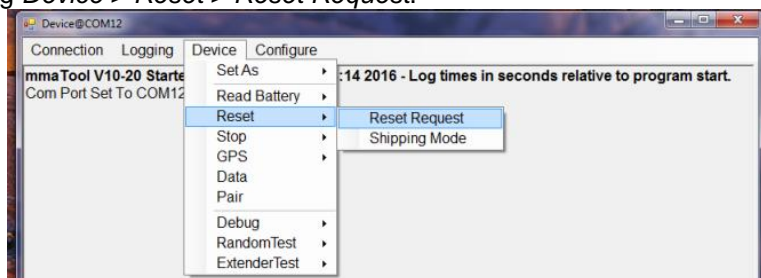 g Device > Reset > Reset Request.
Device@COM12
Connection Logging Device Configure
mmaTool V10-20 Starte :14 2016 - Log times in seconds relative to program start.
Com Port Set To COM12
Set As
Read Battery
Reset
Reset Request
Stop
Shipping Mode
GPS
Data
Pair
Debug
RandomTest
ExtenderTest